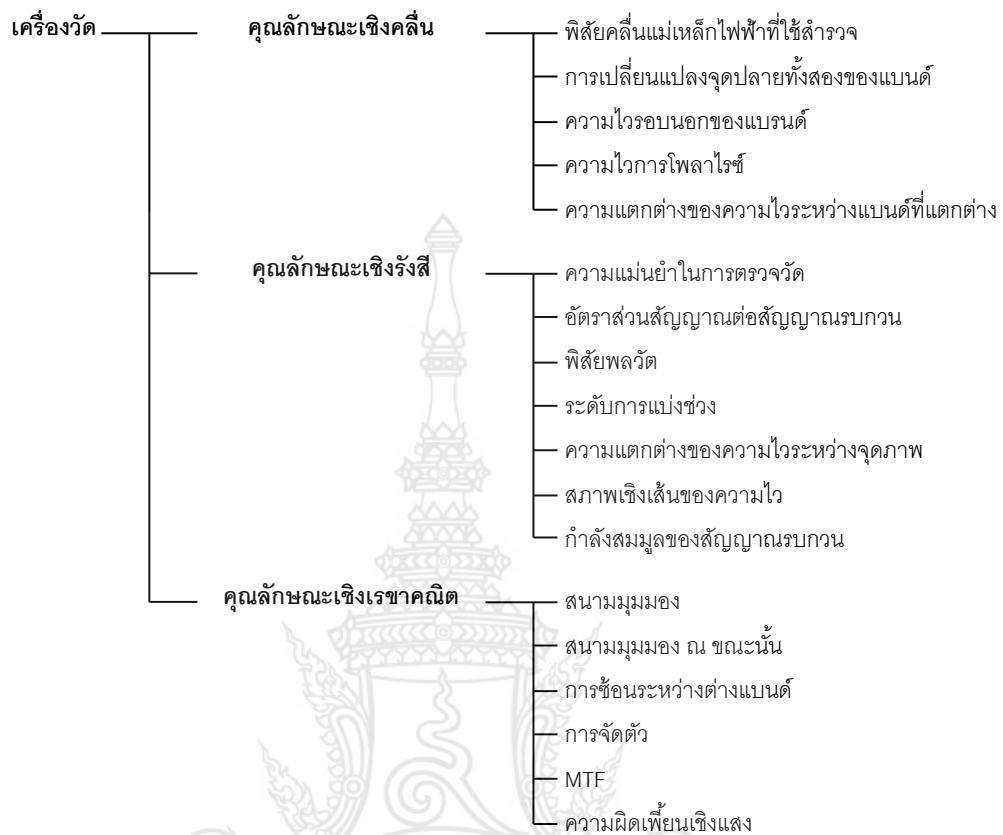 เครื่องวัด
คุณลักษณะเชิงคลื่น
พิสัยคลื่นแม่เหล็กไฟฟ้าที่ใช้สำรวจ
การเปลี่ยนแปลงจุดปลายทั้งสองของแบนด์
ความไวรอบนอกของแบรนด์
ความไวการโพลาไรซ์
ความแตกต่างของความไวระหว่างแบนด์ที่แตกต่าง
คุณลักษณะเชิงรังสี
ความแม่นยำในการตรวจวัด
อัตราส่วนสัญญาณต่อสัญญาณรบกวน
พิสัยพลวัต
ระดับการแบ่งช่วง
ความแตกต่างของความไวระหว่างจุดภาพ
สภาพเชิงเส้นของความไว
กำลังสมมูลของสัญญาณรบกวน
คุณลักษณะเชิงเรขาคณิต
สนามมุมมอง
สนามมุมมอง ณ ขณะนั้น
การซ้อนระหว่างต่างแบนด์
การจัดตัว
MTF
ความผิดเพี้ยนเชิงแสง